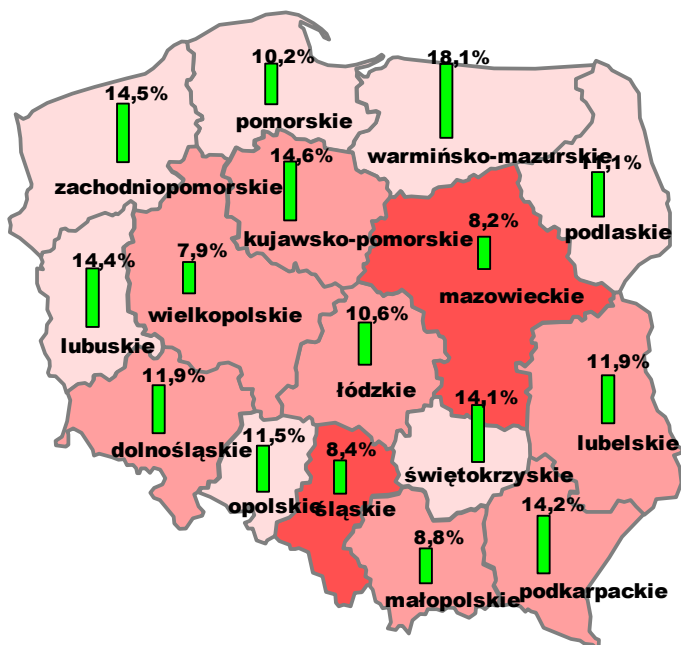 10,2%
pomorskie
18,1%
warmińsko-mazurskie
14,5%
zachodniopomorskie
14,6%
kujawsko-pomorskie
11,1%
podlaskie
8,2%
mazowieckie
7,9%
wielkopolskie
14,4%
lubuskie
10,6%
łódzkie
11,9%
dolnośląskie
11,9%
lubelskie
14,1%
świętokrzyskie
11,5%
opolskie
8,4%
śląskie
8,8%
małopolskie
14,2%
podkarpackie